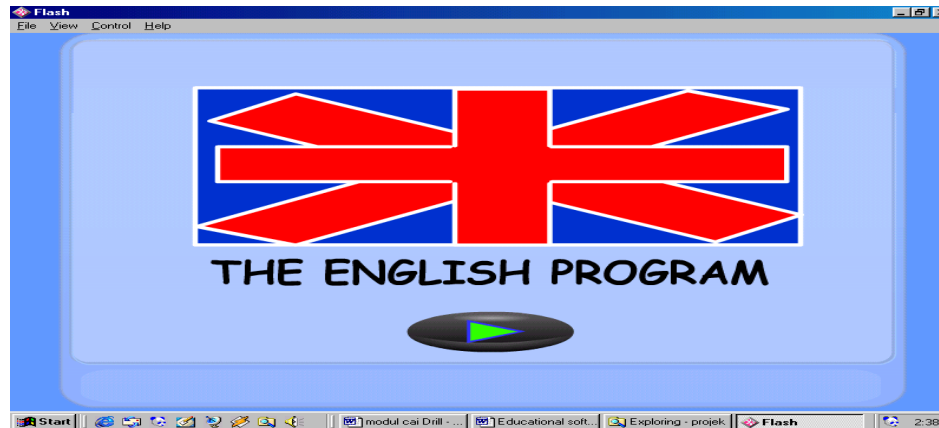 Flash
File View Control Help
THE ENGLISH PROGRAM
Start modul cai Drill - ... Educational soft... Exploring - projek Flash 2:38